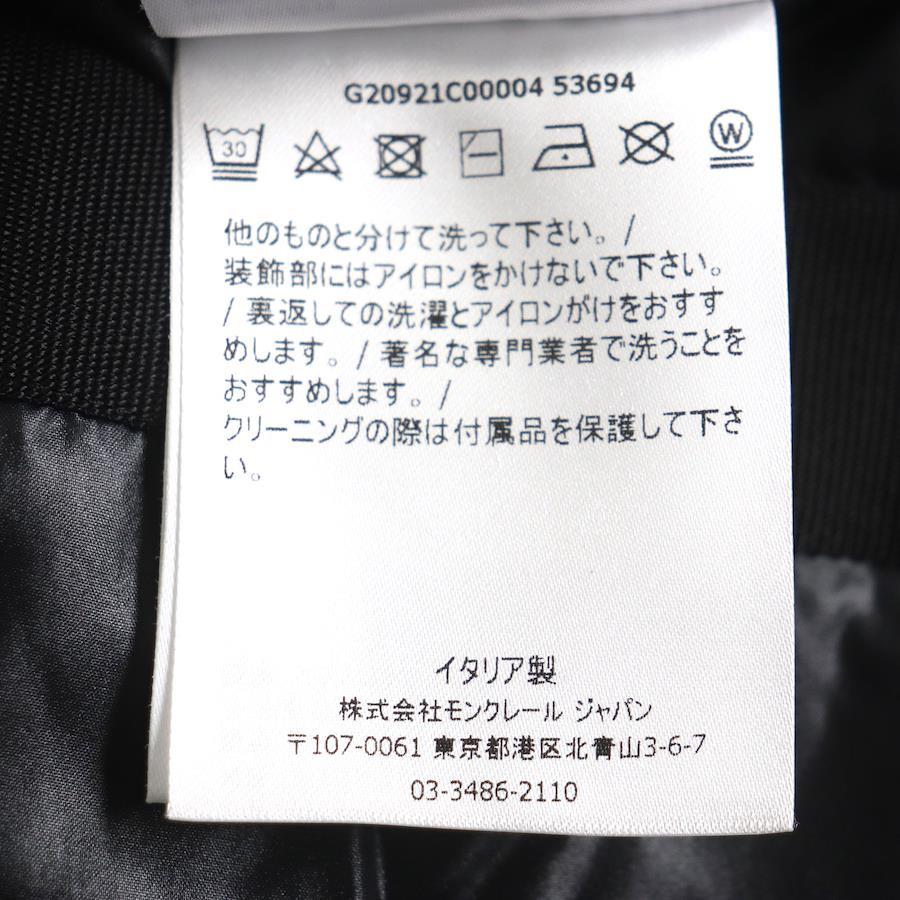 G20921C00004 53694
30
W
他のものと分けて洗って下さい。/
装飾部にはアイロンをかけないで下さい。
/ 裏返しての洗濯とアイロンがけをおすす
めします。/ 著名な専門業者で洗うことを
おすすめします。/
クリーニングの際は付属品を保護して下さ
い。
イタリア製
株式会社モンクレール ジャパン
〒107-0061 東京都港区北青山3-6-7
03-3486-2110